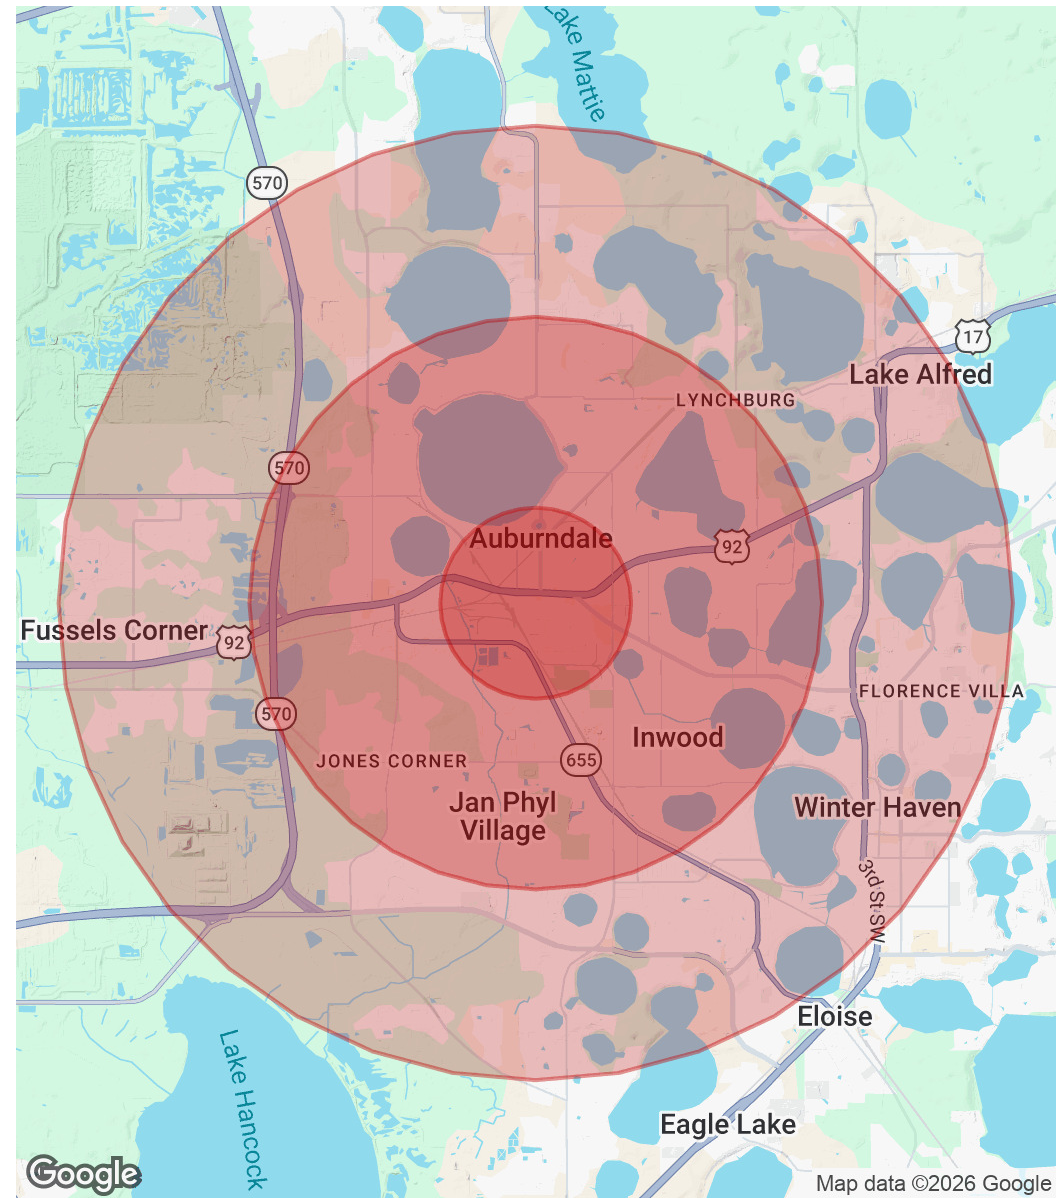 Lake Mattie
570
17
Lake Alfred
LYNCHBURG
570
Auburndale
92
Fussels Corner
92
FLORENCE VILLA
570
Inwood
JONES CORNER
655
Jan Phyl
Village
Winter Haven
3rd St SW
Eloise
Lake Hancock
Eagle Lake
Google
Map data ©2026 Google